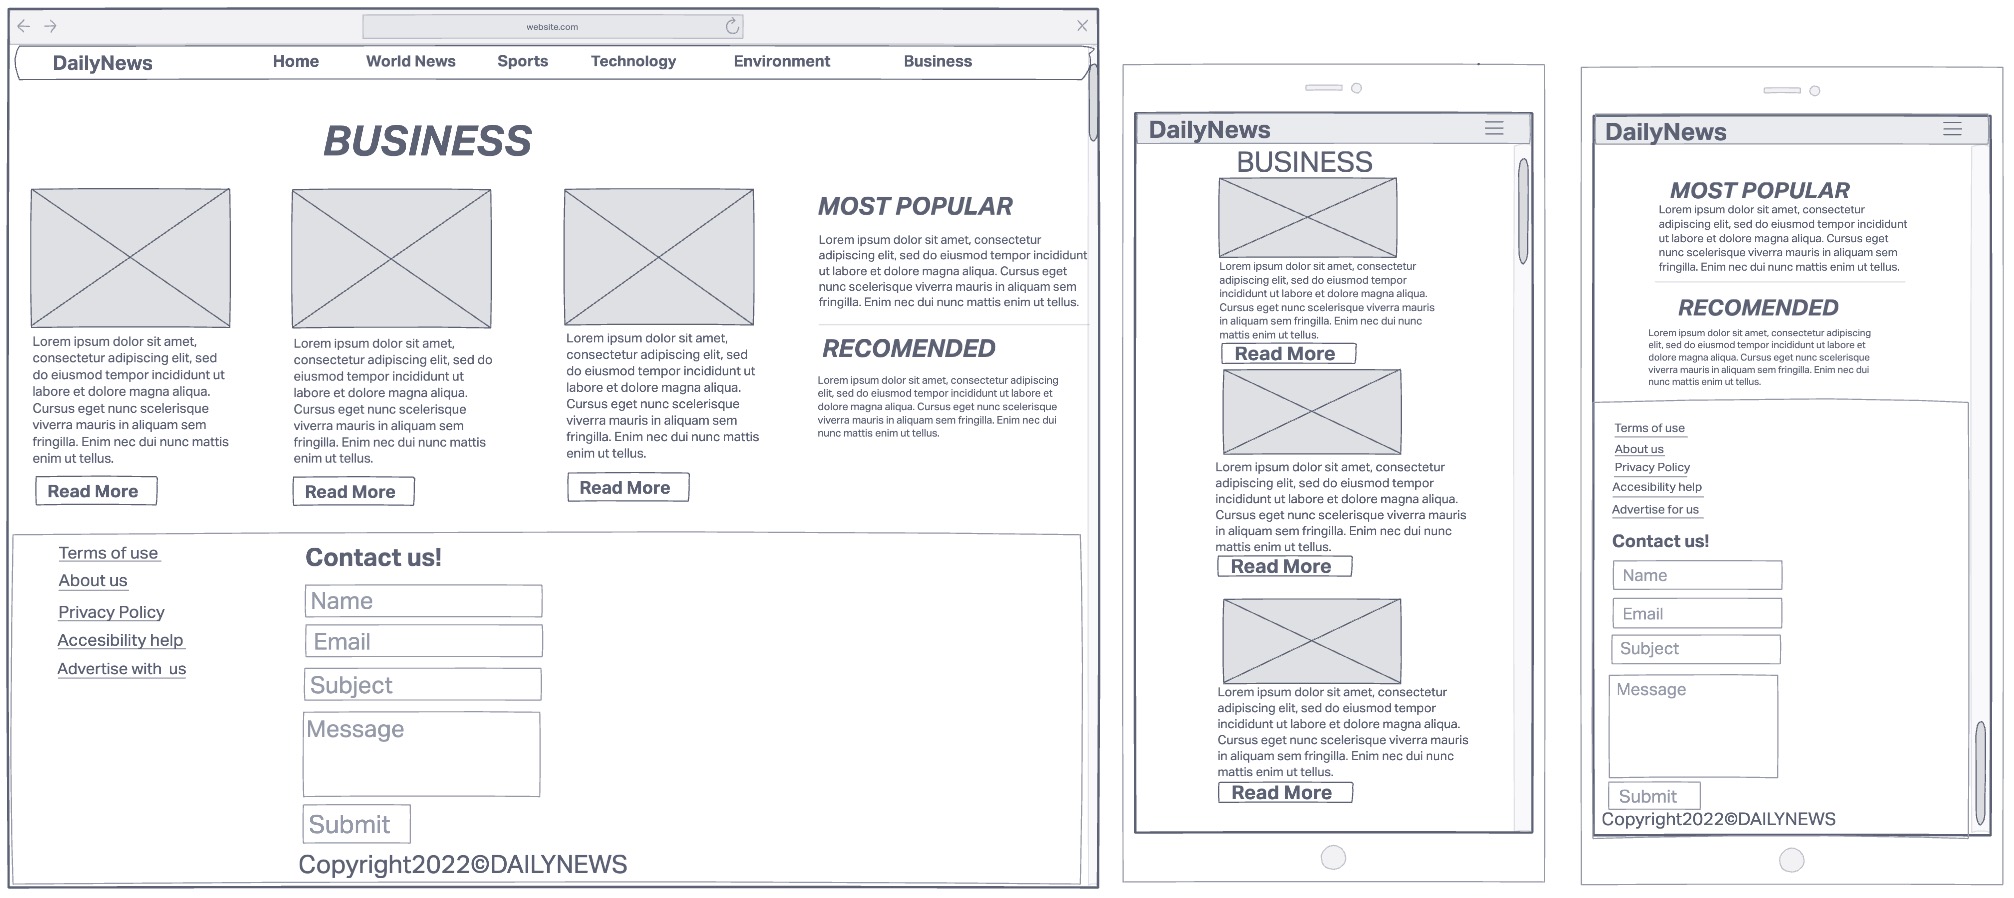 website.com
DailyNews Home World News Sports Technology Environment Business
BUSINESS
Lorem ipsum dolor sit amet,
consectetur adipiscing elit, sed
do eiusmod tempor incididunt ut
labore et dolore magna aliqua.
Cursus eget nunc scelerisque
viverra mauris in aliquam sem
fringilla. Enim nec dui nunc mattis
enim ut tellus.
Read More
Lorem ipsum dolor sit amet,
consectetur adipiscing elit, sed do
eiusmod tempor incididunt ut
labore et dolore magna aliqua.
Cursus eget nunc scelerisque
viverra mauris in aliquam sem
fringilla. Enim nec dui nunc mattis
enim ut tellus.
Read More
Lorem ipsum dolor sit amet,
consectetur adipiscing elit, sed
do eiusmod tempor incididunt ut
labore et dolore magna aliqua.
Cursus eget nunc scelerisque
viverra mauris in aliquam sem
fringilla. Enim nec dui nunc mattis
enim ut tellus.
Read More
MOST POPULAR
Lorem ipsum dolor sit amet, consectetur
adipiscing elit, sed do eiusmod tempor incididunt
ut labore et dolore magna aliqua. Cursus eget
nunc scelerisque viverra mauris in aliquam sem
fringilla. Enim nec dui nunc mattis enim ut tellus.
RECOMENDED
Lorem ipsum dolor sit amet, consectetur adipiscing
elit, sed do eiusmod tempor incididunt ut labore et
dolore magna aliqua. Cursus eget nunc scelerisque
viverra mauris in aliquam sem fringilla. Enim nec dui
nunc mattis enim ut tellus.
Terms of use
About us
Privacy Policy
Accesibility help
Advertise with us
Contact us!
Name
Email
Subject
Message
Submit
Copyright2022©DAILYNEWS
DailyNews
BUSINESS
Lorem ipsum dolor sit amet, consectetur
adipiscing elit, sed do eiusmod tempor
incididunt ut labore et dolore magna aliqua.
Cursus eget nunc scelerisque viverra mauris
in aliquam sem fringilla. Enim nec dui nunc
mattis enim ut tellus.
Read More
Lorem ipsum dolor sit amet, consectetur
adipiscing elit, sed do eiusmod tempor
incididunt ut labore et dolore magna aliqua.
Cursus eget nunc scelerisque viverra mauris
in aliquam sem fringilla. Enim nec dui nunc
mattis enim ut tellus.
Read More
Lorem ipsum dolor sit amet, consectetur
adipiscing elit, sed do eiusmod tempor
incididunt ut labore et dolore magna aliqua.
Cursus eget nunc scelerisque viverra mauris
in aliquam sem fringilla. Enim nec dui nunc
mattis enim ut tellus.
Read More
DailyNews
MOST POPULAR
Lorem ipsum dolor sit amet, consectetur
adipiscing elit, sed do eiusmod tempor incididunt
ut labore et dolore magna aliqua. Cursus eget
nunc scelerisque viverra mauris in aliquam sem
fringilla. Enim nec dui nunc mattis enim ut tellus.
RECOMENDED
Lorem ipsum dolor sit amet, consectetur adipiscing
elit, sed do eiusmod tempor incididunt ut labore et
dolore magna aliqua. Cursus eget nunc scelerisque
viverra mauris in aliquam sem fringilla. Enim nec dui
nunc mattis enim ut tellus.
Terms of use
About us
Privacy Policy
Accesibility help
Advertise for us
Contact us!
Name
Email
Subject
Message
Submit
Copyright2022©DAILYNEWS